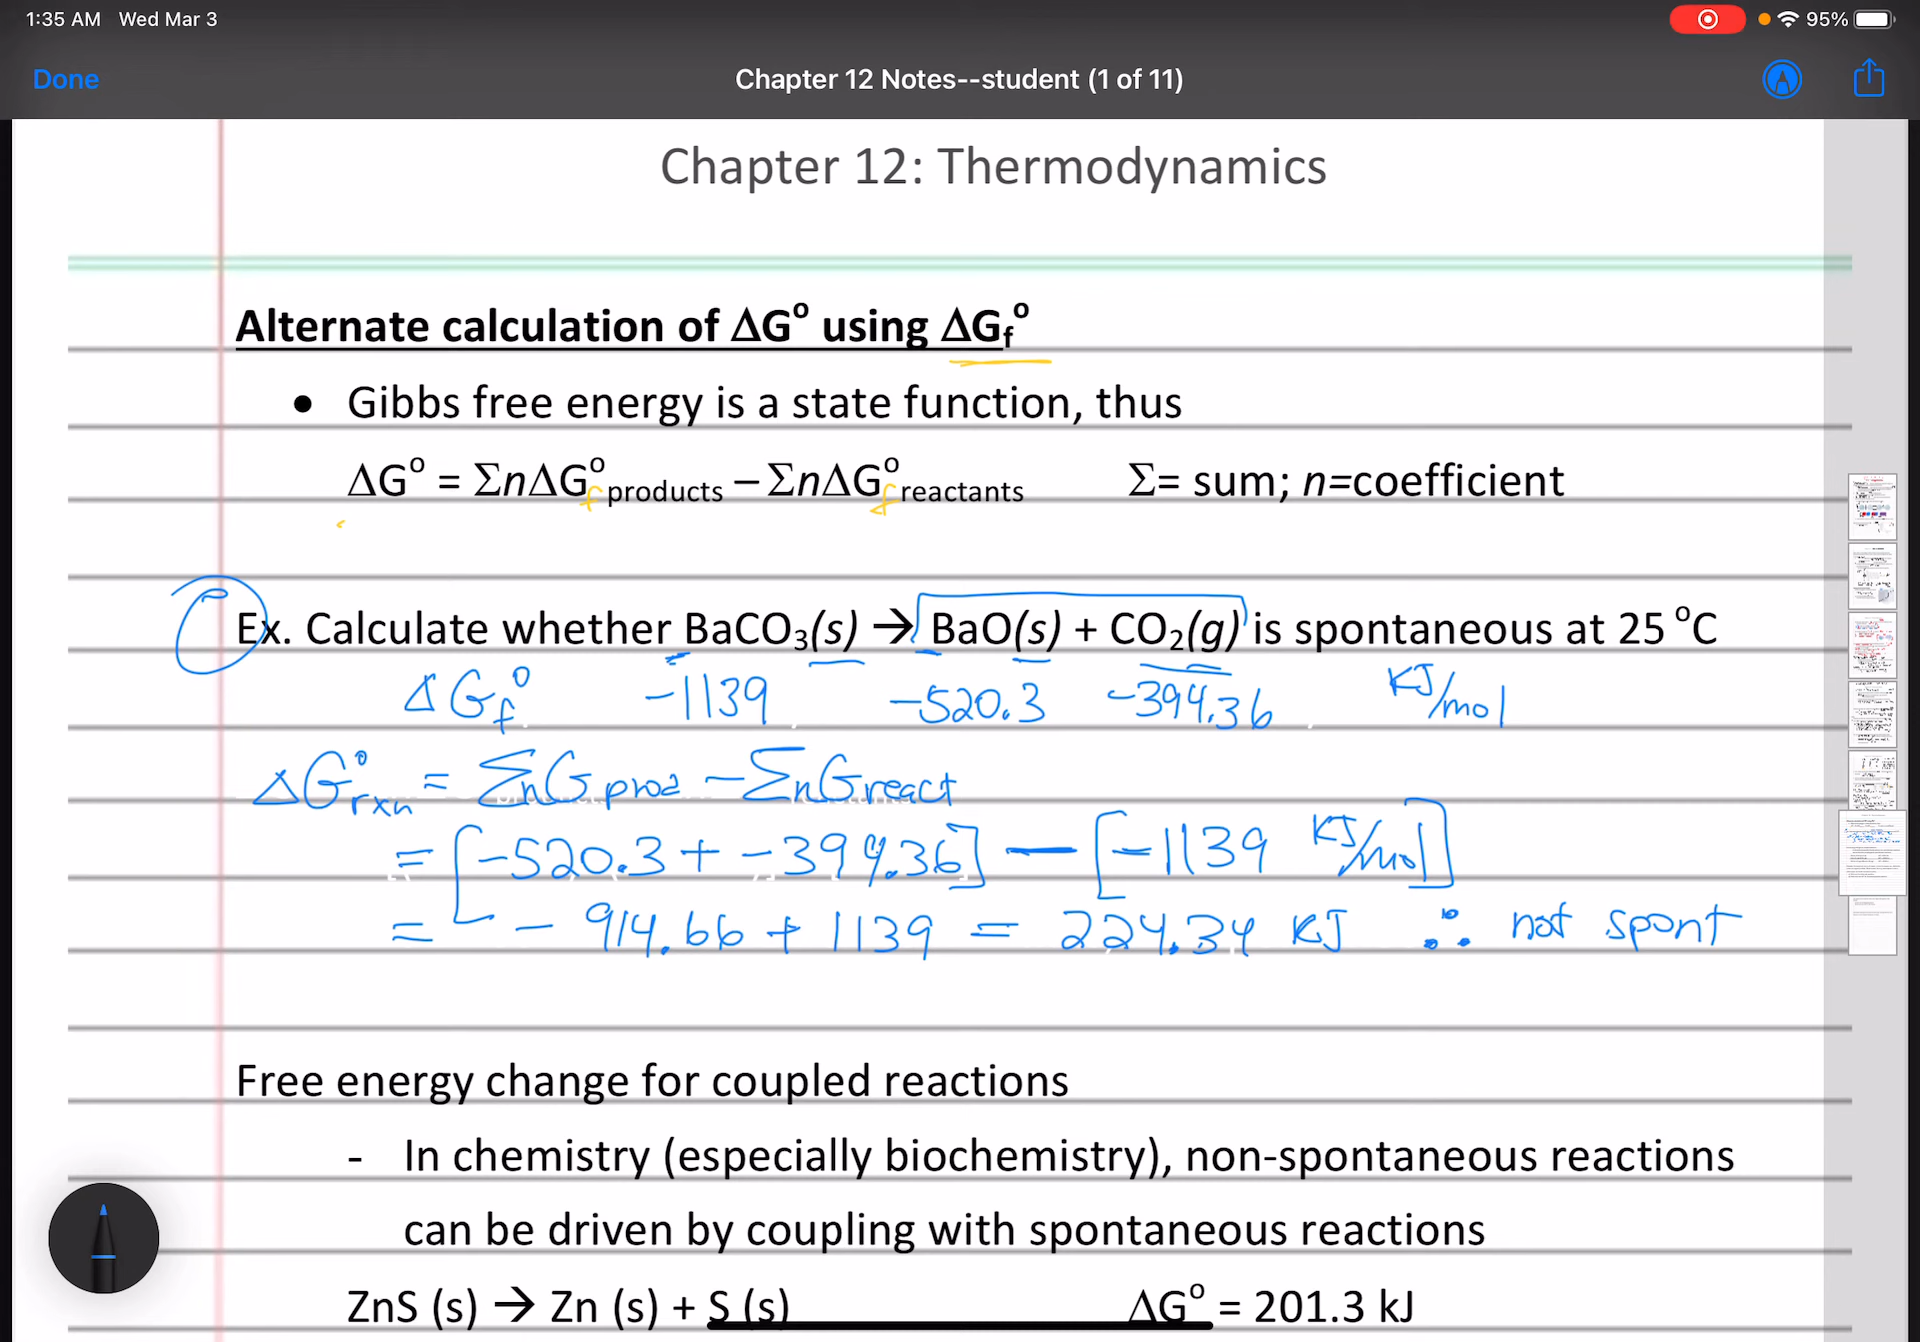 1:35 AM Wed Mar 3 95%
Done Chapter 12 Notes--student (1 of 11)
Chapter 12: Thermodynamics
Alternate calculation of ΔG° using ΔGf°
• Gibbs free energy is a state function, thus
ΔG° = ΣnΔG°f products – ΣnΔG°f reactants Σ= sum; n=coefficient
Ex. Calculate whether BaCO₃(s) → BaO(s) + CO₂(g) is spontaneous at 25 °C
ΔGf° -1139 -520.3 -394.36 KJ/mol
ΔG°rxn = ΣnG prod - ΣnG react
= [-520.3 + -394.36] - [-1139 KJ/mol]
= - 914.66 + 1139 = 224.34 KJ ∴ not spont
Free energy change for coupled reactions
- In chemistry (especially biochemistry), non-spontaneous reactions
can be driven by coupling with spontaneous reactions
ZnS (s) → Zn (s) + S (s) ΔG° = 201.3 kJ